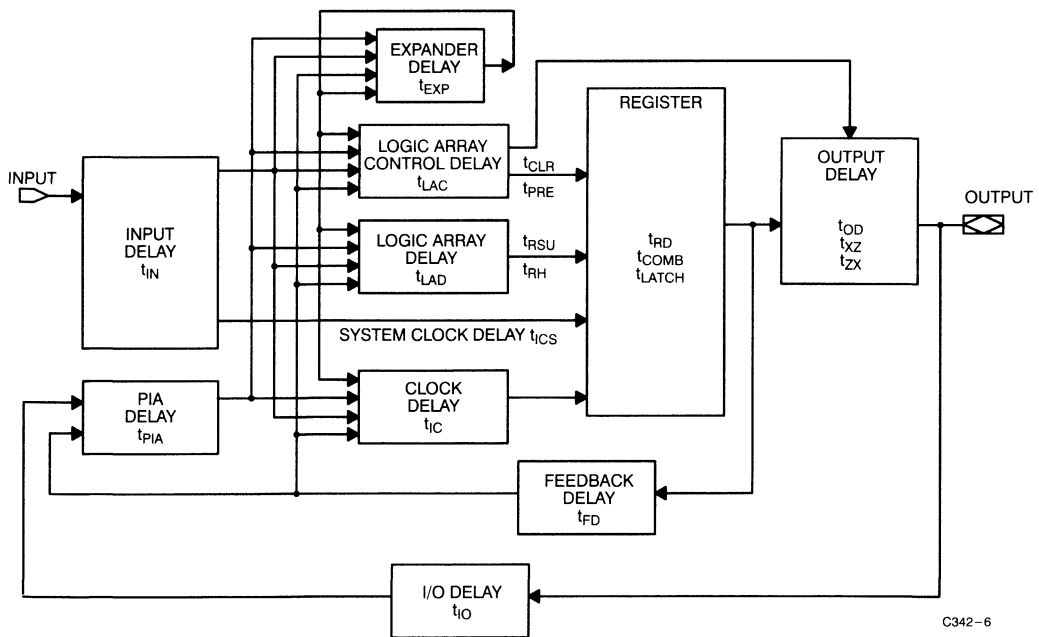 EXPANDER
DELAY
tEXP
REGISTER
LOGIC ARRAY
CONTROL DELAY
tLAC
tCLR
tPRE
OUTPUT
DELAY
tOD
tXZ
tZX
INPUT
OUTPUT
INPUT
DELAY
tIN
LOGIC ARRAY
DELAY
tLAD
tRSU
tRH
tRD
tCOMB
tLATCH
SYSTEM CLOCK DELAY tICS
PIA
DELAY
tPIA
CLOCK
DELAY
tIC
FEEDBACK
DELAY
tFD
I/O DELAY
tIO
C342-6